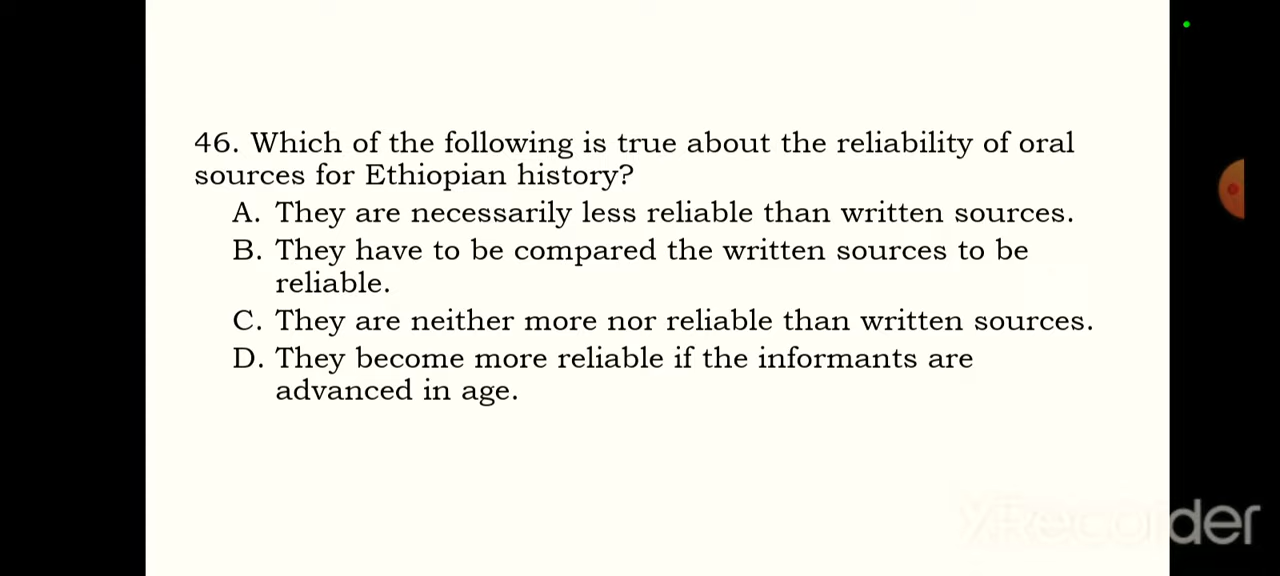 46. Which of the following is true about the reliability of oral
sources for Ethiopian history?
A. They are necessarily less reliable than written sources.
B. They have to be compared the written sources to be
reliable.
C. They are neither more nor reliable than written sources.
D. They become more reliable if the informants are
advanced in age.
XRecorder